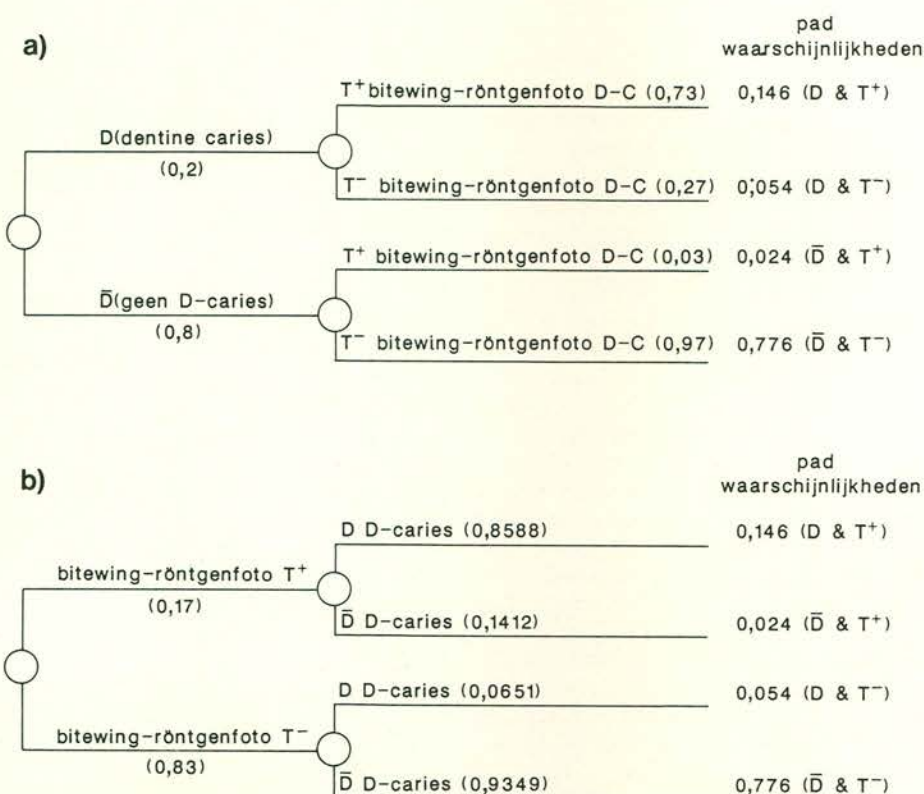 a)
pad
waarschijnlijkheden
T⁺ bitewing-röntgenfoto D-C (0,73) 0,146 (D & T⁺)
D(dentine caries)
(0,2)
T⁻ bitewing-röntgenfoto D-C (0,27) 0,054 (D & T⁻)
T⁺ bitewing-röntgenfoto D-C (0,03) 0,024 (D̄ & T⁺)
D̄(geen D-caries)
(0,8)
T⁻ bitewing-röntgenfoto D-C (0,97) 0,776 (D̄ & T⁻)
b)
pad
waarschijnlijkheden
D D-caries (0,8588) 0,146 (D & T⁺)
bitewing-röntgenfoto T⁺
(0,17)
D̄ D-caries (0,1412) 0,024 (D̄ & T⁺)
D D-caries (0,0651) 0,054 (D & T⁻)
bitewing-röntgenfoto T⁻
(0,83)
D̄ D-caries (0,9349) 0,776 (D̄ & T⁻)